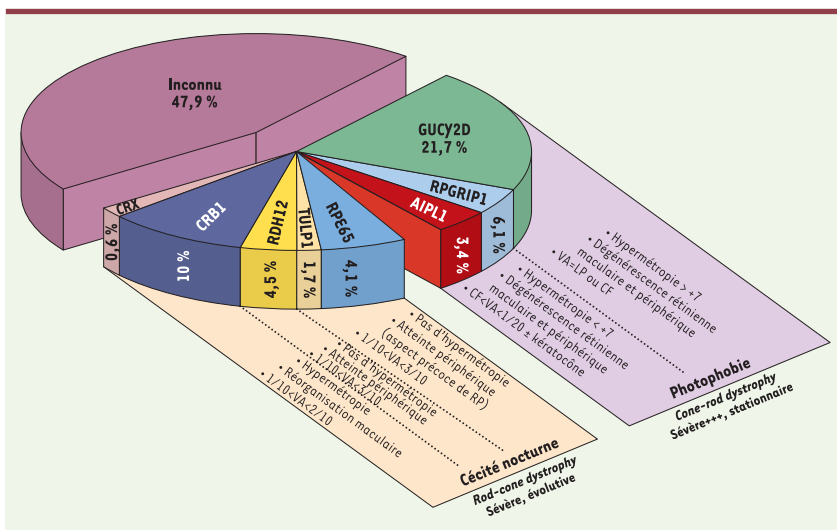 Inconnu
47,9 %
GUCY2D
21,7 %
RPGRIP1
6,1 %
AIPL1
3,4 %
RPE65
4,1 %
TULP1
1,7 %
RDH12
4,5 %
CRB1
10 %
CRX
0,6 %
• Hypermétropie > +7
• Dégénérescence rétinienne
maculaire et périphérique
• VA=LP ou CF
• Hypermétropie < +7
• Dégénérescence rétinienne
maculaire et périphérique
• CF<VA<1/20 ± kératocône
Photophobie
Cone-rod dystrophy
Sévère+++, stationnaire
• Pas d'hypermétropie
• Atteinte périphérique
(aspect précoce de RP)
• 1/10<VA<3/10
• Pas d'hypermétropie
• Atteinte périphérique
• 1/10<VA<3/10
• Hypermétropie
• Réorganisation maculaire
• 1/10<VA<2/10
Cécité nocturne
Rod-cone dystrophy
Sévère, évolutive